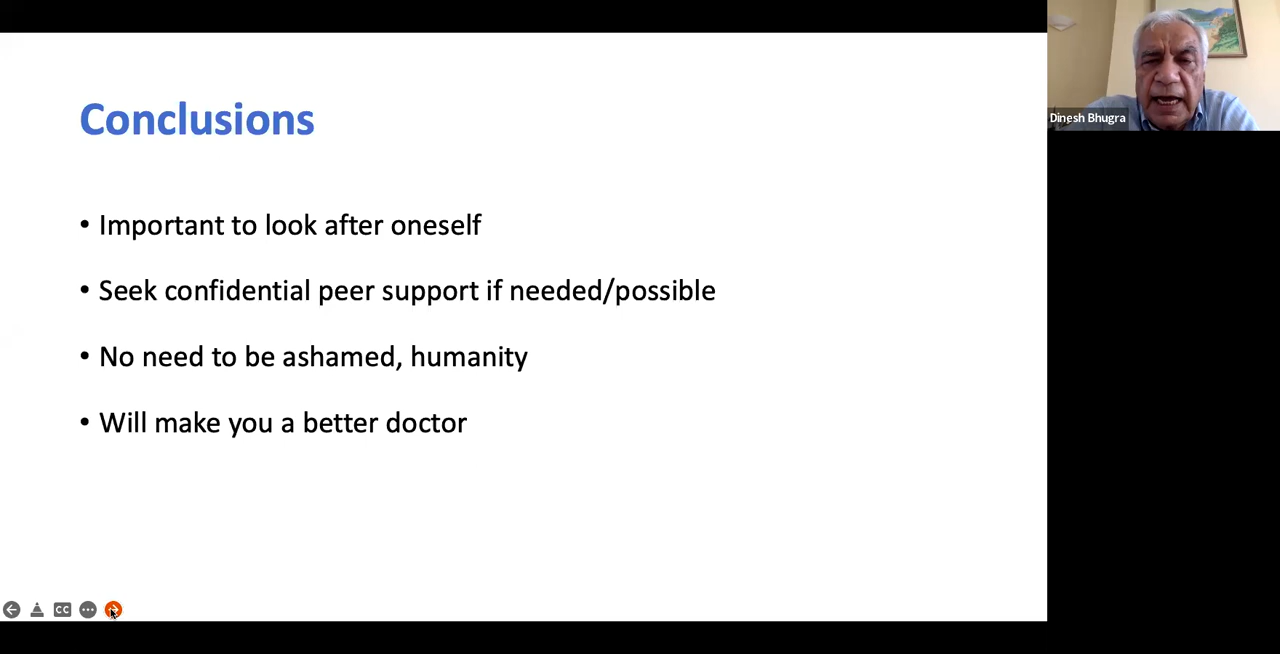 Conclusions
• Important to look after oneself
• Seek confidential peer support if needed/possible
• No need to be ashamed, humanity
• Will make you a better doctor
Dinesh Bhugra
CC